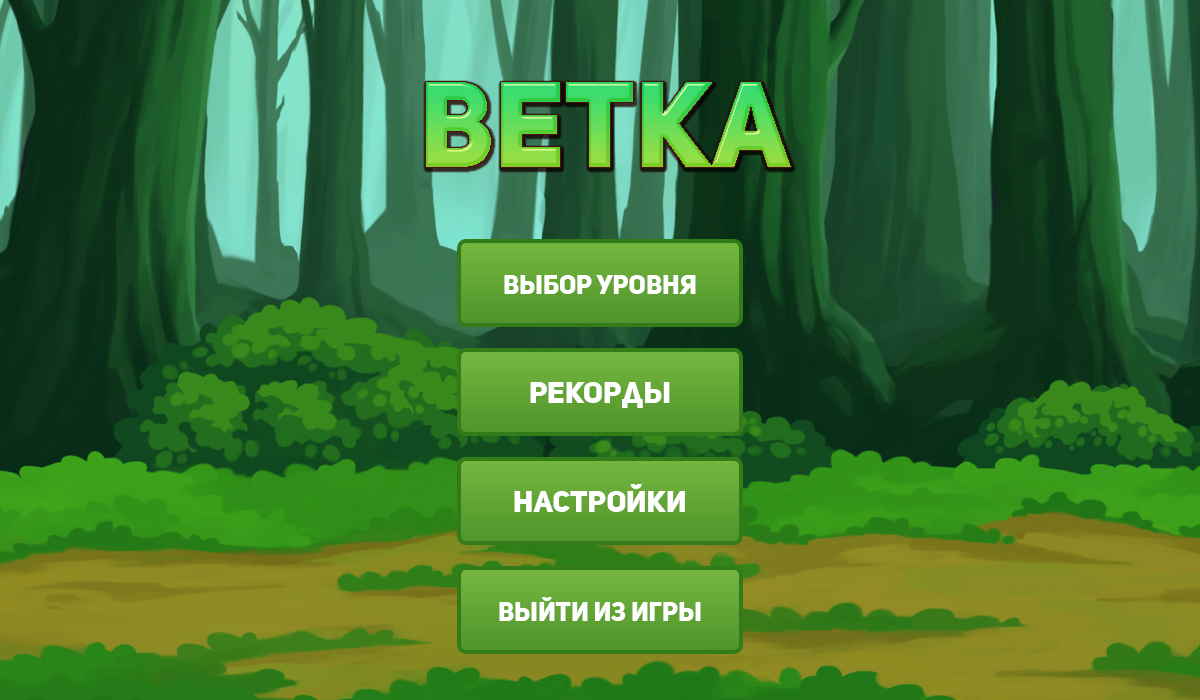 ВЕТКА
ВЫБОР УРОВНЯ
РЕКОРДЫ
НАСТРОЙКИ
ВЫЙТИ ИЗ ИГРЫ